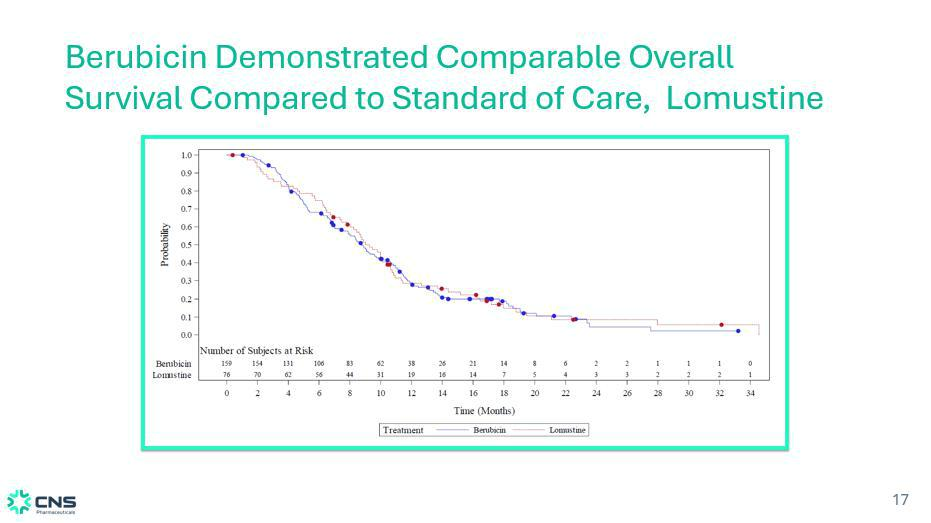 Berubicin Demonstrated Comparable Overall
Survival Compared to Standard of Care, Lomustine
Probability
1.0
0.9
0.8
0.7
0.6
0.5
0.4
0.3
0.2
0.1
0.0
Number of Subjects at Risk
Berubicin 159 154 131 106 83 62 38 26 21 14 8 6 2 2 1 1 1 0
Lomustine 76 70 62 56 44 31 19 16 14 7 5 4 3 3 2 2 2 1
0 2 4 6 8 10 12 14 16 18 20 22 24 26 28 30 32 34
Time (Months)
Treatment Berubicin Lomustine
CNS
Pharmaceuticals
17